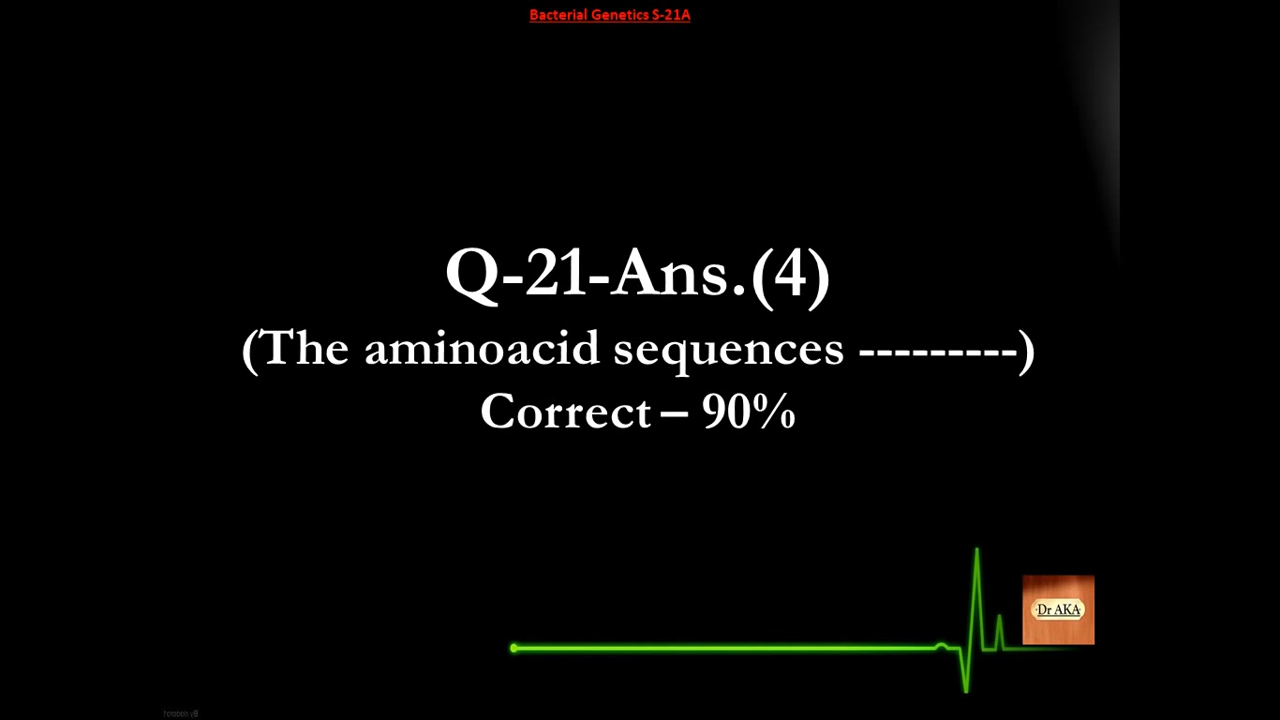 Bacterial Genetics S-21A
Q-21-Ans.(4)
(The aminoacid sequences ---------)
Correct – 90%
Dr AKA